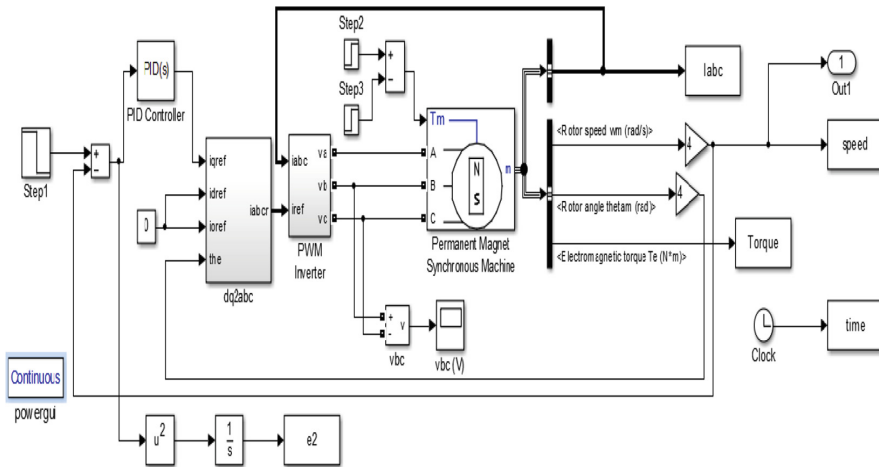 Step2
Step3
PID(s)
PID Controller
Step1
iqref
idref
ioref
the
iabcr
dq2abc
0
iabc
iref
va
vb
vc
PWM
Inverter
Tm
A
B
C
N
S
m
Permanent Magnet
Synchronous Machine
<Rotor speed wm (rad/s)>
4
<Rotor angle thetam (rad)>
4
<Electromagnetic torque Te (N*m)>
Iabc
1
Out1
speed
Torque
Clock
time
+
-
v
vbc
vbc (V)
Continuous
powergui
u2
1
s
e2
+
−
+
−